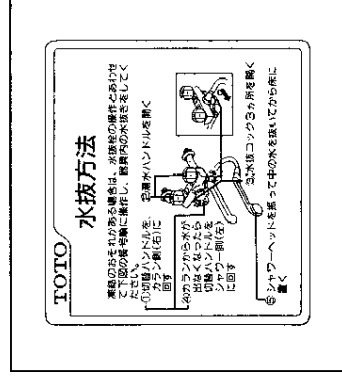 TOTO
水抜方法
凍結のおそれがある場合は、水抜栓の操作とあわせ
て下図の番号順に操作し、器具内の水抜きをしてく
ださい。
①切替ハンドルを、
カラン側(右)に
回す
②湯水ハンドルを開く
③水抜コック3ヵ所を開く
④カランから水が
出なくなったら
切替ハンドルを
シャワー側(左)
に回す
⑤シャワーヘッドを振って中の水を抜いてから床に
置く